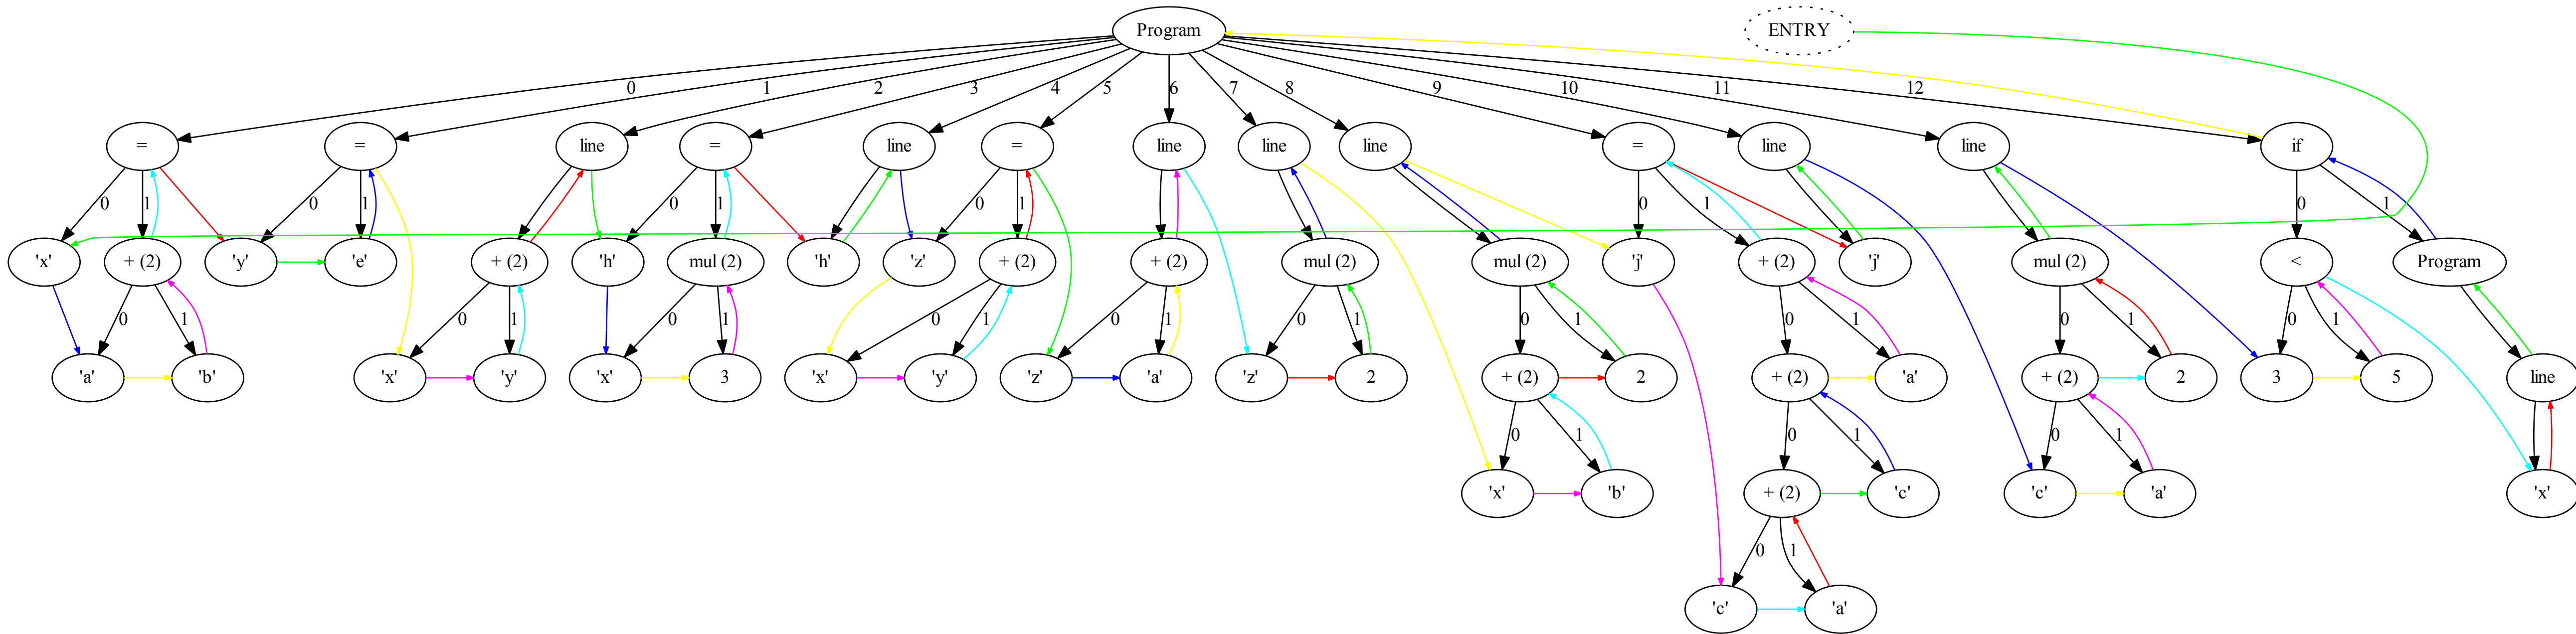 Program
ENTRY
0 1 2 3 4 5 6 7 8 9 10 11 12
= = line = line = line line line = line line if
0 1 0 1 0 1 0 1 0 1 0 1
'x' + (2) 'y' 'e' + (2) 'h' mul (2) 'h' 'z' + (2) + (2) mul (2) mul (2) 'j' + (2) 'j' mul (2) < Program
0 1 0 1 0 1 0 1 0 1 0 1 0 1 0 1 0 1 0 1
'a' 'b' 'x' 'y' 'x' 3 'x' 'y' 'z' 'a' 'z' 2 + (2) 2 + (2) 'a' + (2) 2 3 5 line
0 1 0 1 0 1
'x' 'b' + (2) 'c' 'c' 'a' 'x'
0 1
'c' 'a'